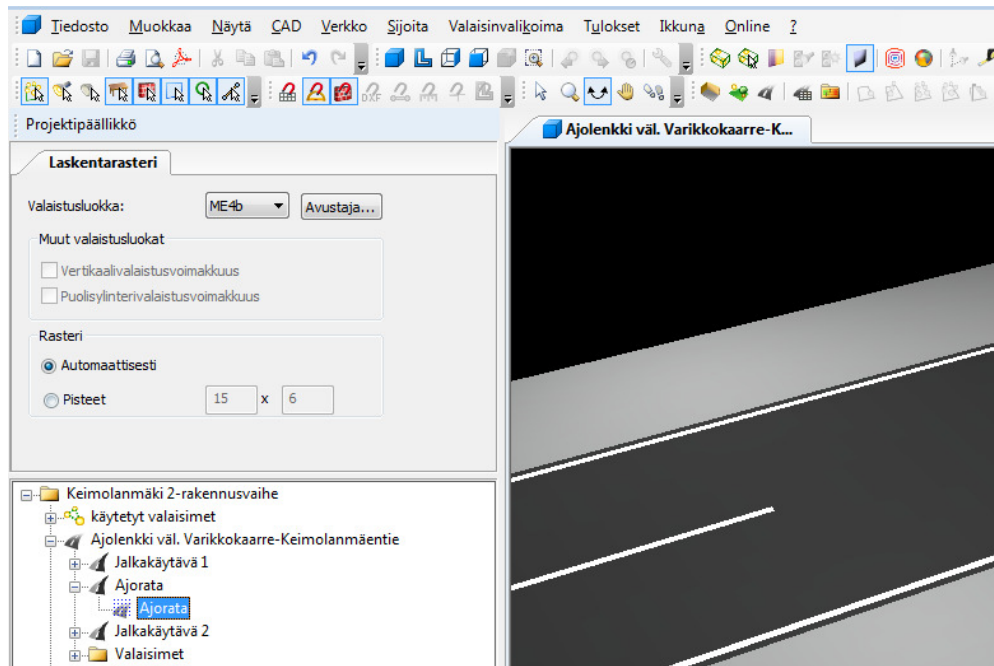 Tiedosto Muokkaa Näytä CAD Verkko Sijoita Valaisinvalikoima Tulokset Ikkuna Online ?
DXF
Projektipäällikkö
Ajolenkki väl. Varikkokaarre-K...
Laskentarasteri
Valaistusluokka: ME4b Avustaja...
Muut valaistusluokat
Vertikaalivalaistusvoimakkuus
Puolisylinterivalaistusvoimakkuus
Rasteri
Automaattisesti
Pisteet 15 x 6
Keimolanmäki 2-rakennusvaihe
käytetyt valaisimet
Ajolenkki väl. Varikkokaarre-Keimolanmäentie
Jalkakäytävä 1
Ajorata
Ajorata
Jalkakäytävä 2
Valaisimet